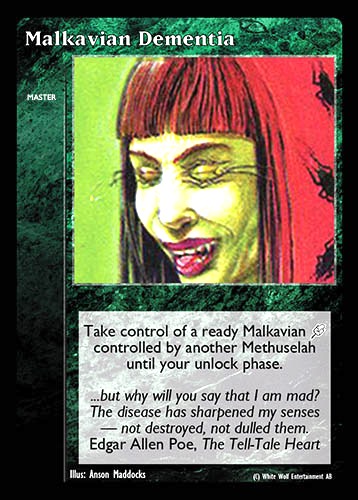 Malkavian Dementia
MASTER
Take control of a ready Malkavian
controlled by another Methuselah
until your unlock phase.
...but why will you say that I am mad?
The disease has sharpened my senses
— not destroyed, not dulled them.
Edgar Allen Poe, The Tell-Tale Heart
Illus: Anson Maddocks
(C) White Wolf Entertainment AB